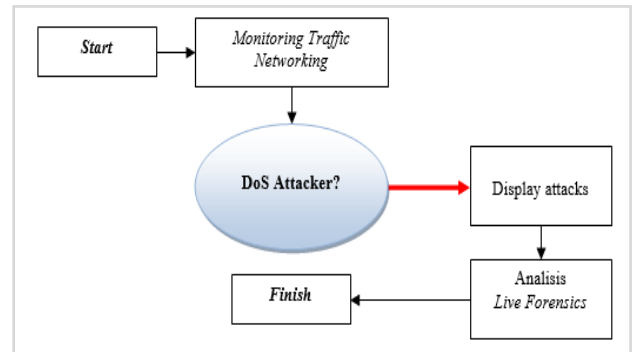 Start
Monitoring Traffic
Networking
DoS Attacker?
Display attacks
Analisis
Live Forensics
Finish